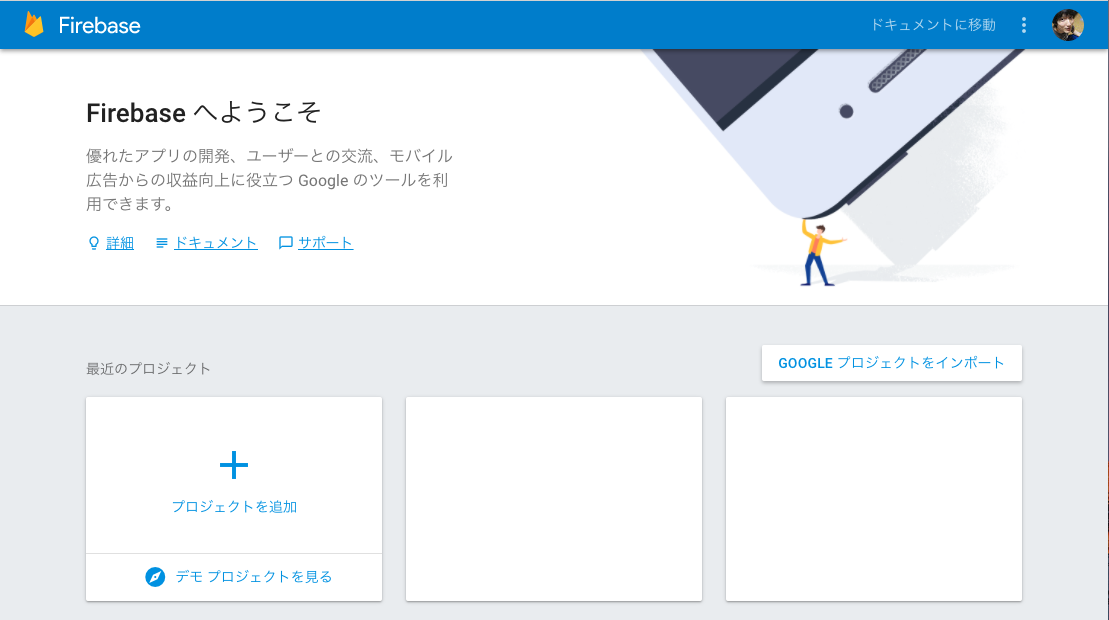 Firebase
ドキュメントに移動
Firebase へようこそ
優れたアプリの開発、ユーザーとの交流、モバイル
広告からの収益向上に役立つ Google のツールを利
用できます。
詳細 ドキュメント サポート
最近のプロジェクト
GOOGLE プロジェクトをインポート
プロジェクトを追加
デモ プロジェクトを見る